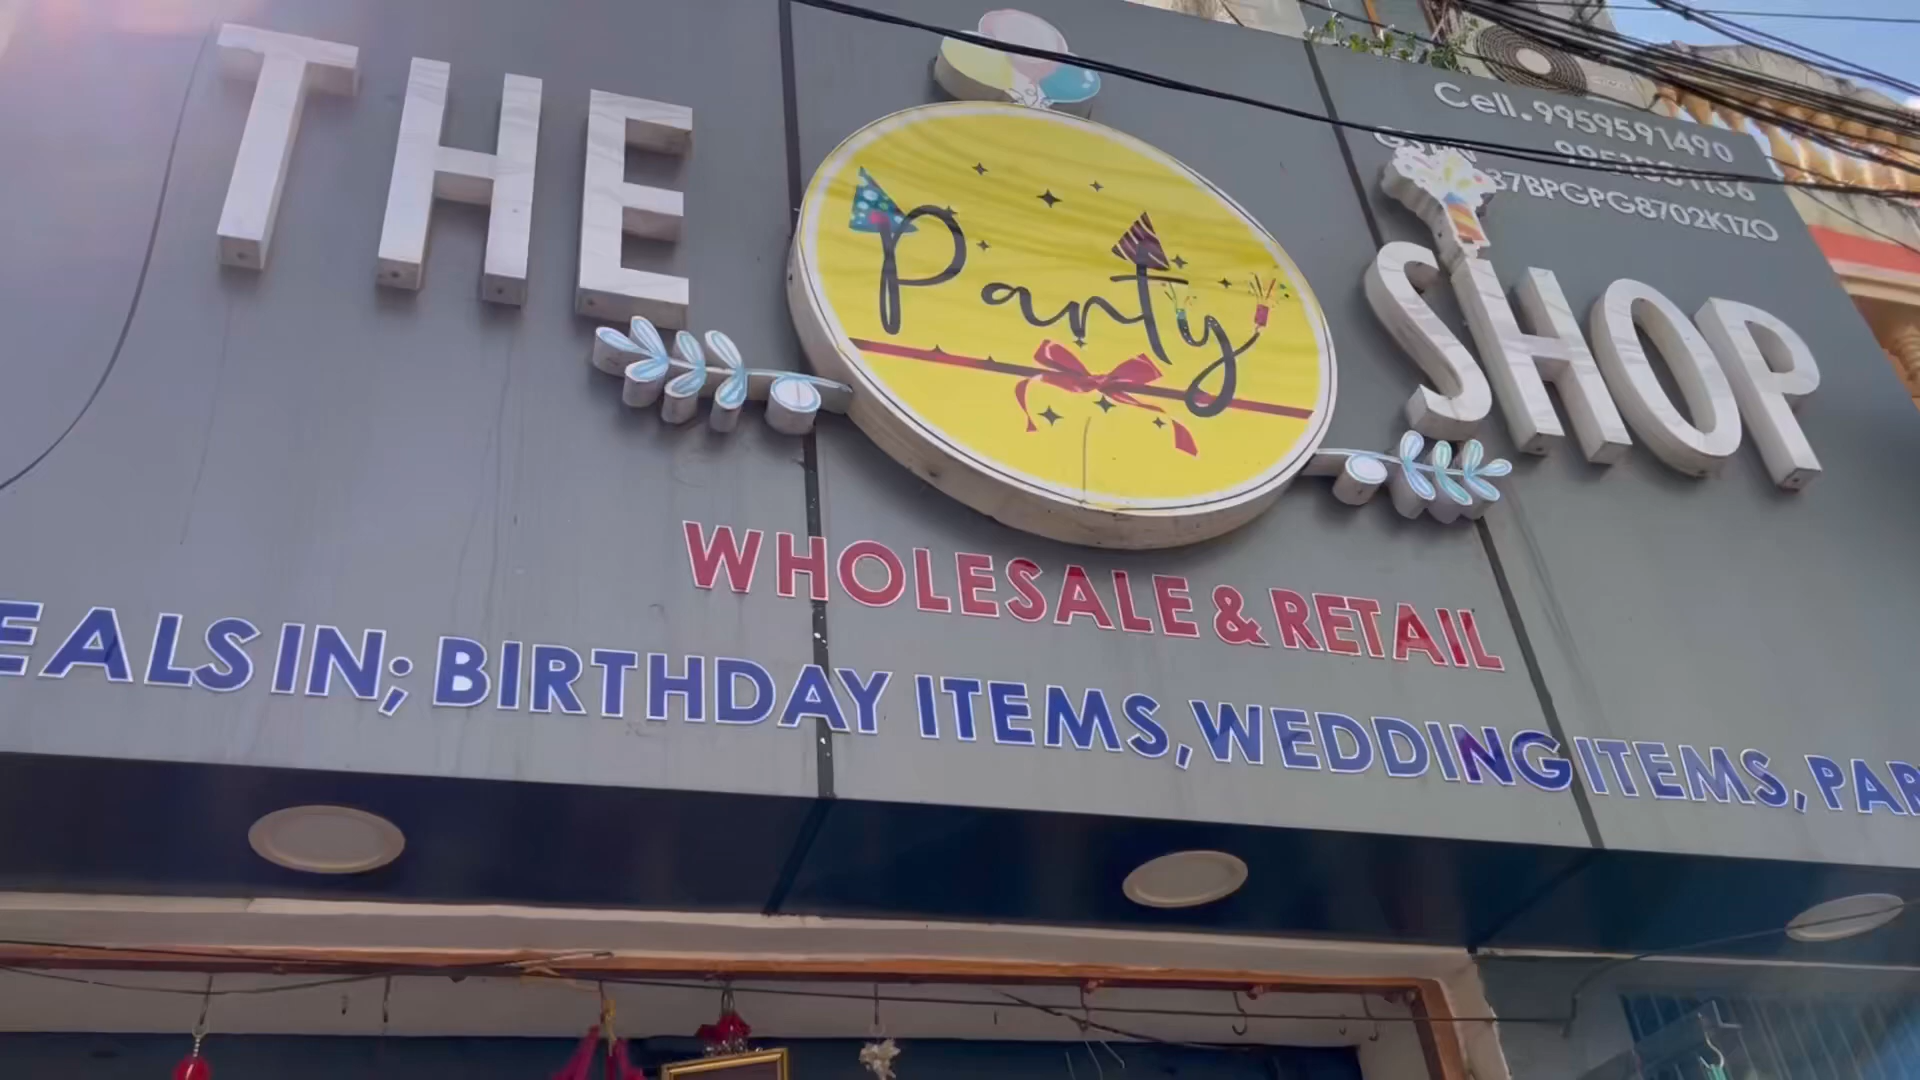 THE Party SHOP
Cell.9959591490
37BPGPG8702K1ZO
WHOLESALE & RETAIL
EALS IN; BIRTHDAY ITEMS, WEDDING ITEMS, PAR